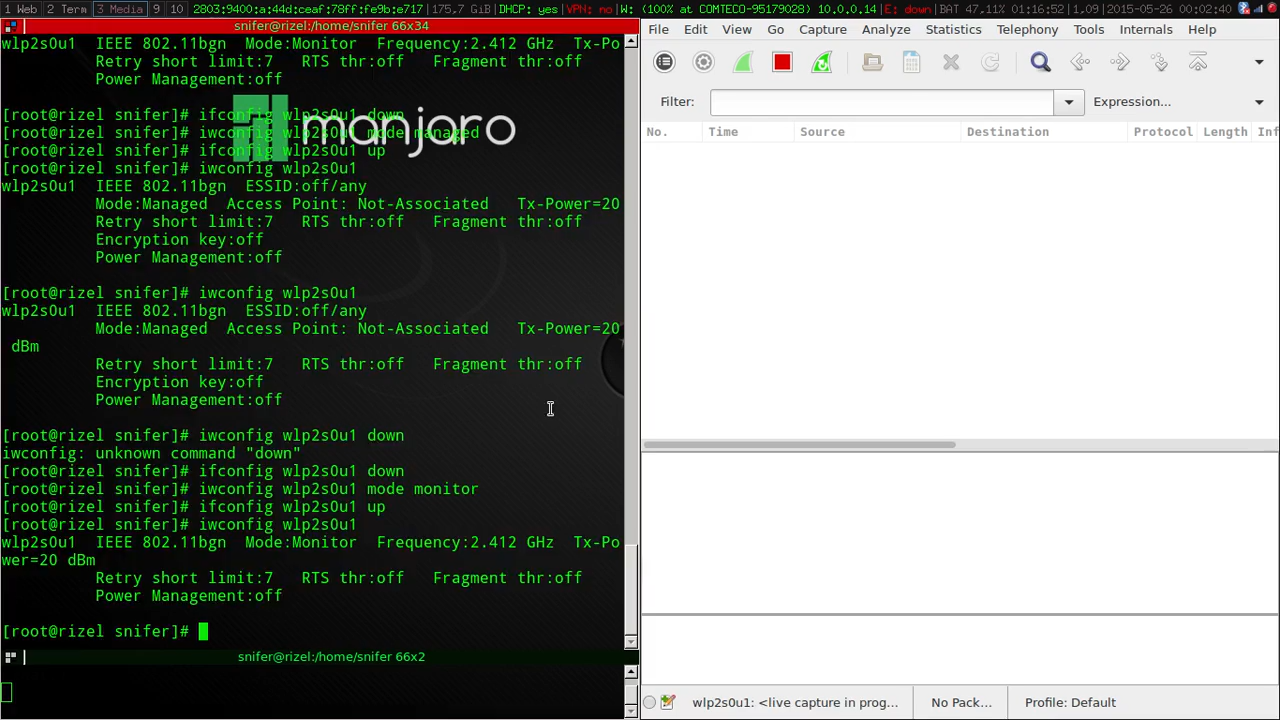 1 Web 2 Term 3 Media 9 10 2803:9400:a:44d:ceaf:78ff:fe9b:e717|175.7 GiB|DHCP: yes|VPN: no|W: (100% at COMTECO-95179028) 10.0.0.14|E: down|BAT 47,11% 01:16:52|1.09|2015-05-26 00:02:40
snifer@rizel:/home/snifer 66x34
wlp2s0u1 IEEE 802.11bgn Mode:Monitor Frequency:2.412 GHz Tx-Po
Retry short limit:7 RTS thr:off Fragment thr:off
Power Management:off
[root@rizel snifer]# ifconfig wlp2s0u1 down
[root@rizel snifer]# iwconfig wlp2s0u1 mode managed
manjaro
[root@rizel snifer]# ifconfig wlp2s0u1 up
[root@rizel snifer]# iwconfig wlp2s0u1
wlp2s0u1 IEEE 802.11bgn ESSID:off/any
Mode:Managed Access Point: Not-Associated Tx-Power=20
Retry short limit:7 RTS thr:off Fragment thr:off
Encryption key:off
Power Management:off
[root@rizel snifer]# iwconfig wlp2s0u1
wlp2s0u1 IEEE 802.11bgn ESSID:off/any
Mode:Managed Access Point: Not-Associated Tx-Power=20
dBm
Retry short limit:7 RTS thr:off Fragment thr:off
Encryption key:off
Power Management:off
[root@rizel snifer]# iwconfig wlp2s0u1 down
iwconfig: unknown command "down"
[root@rizel snifer]# ifconfig wlp2s0u1 down
[root@rizel snifer]# iwconfig wlp2s0u1 mode monitor
[root@rizel snifer]# ifconfig wlp2s0u1 up
[root@rizel snifer]# iwconfig wlp2s0u1
wlp2s0u1 IEEE 802.11bgn Mode:Monitor Frequency:2.412 GHz Tx-Po
wer=20 dBm
Retry short limit:7 RTS thr:off Fragment thr:off
Power Management:off
[root@rizel snifer]#
snifer@rizel:/home/snifer 66x2
File Edit View Go Capture Analyze Statistics Telephony Tools Internals Help
Filter: Expression...
No. Time Source Destination Protocol Length Inf
wlp2s0u1: <live capture in prog... No Pack... Profile: Default